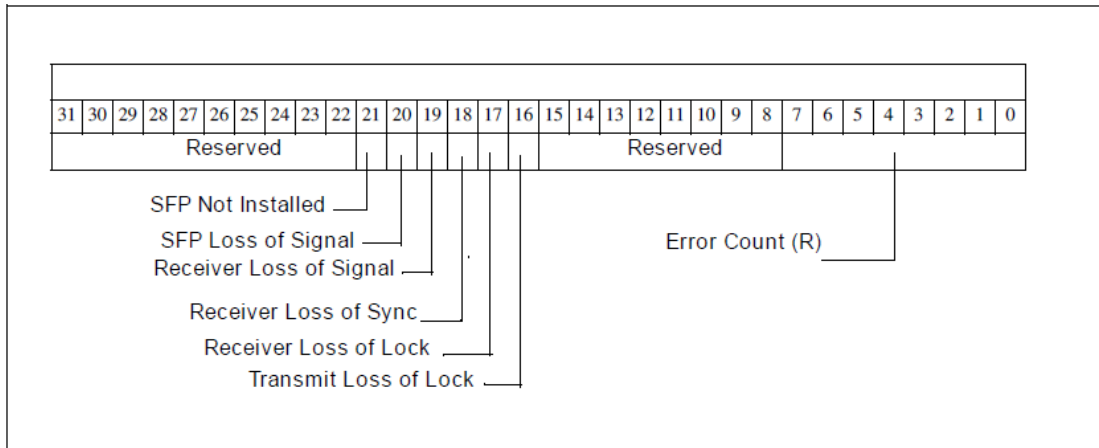 31 30 29 28 27 26 25 24 23 22 21 20 19 18 17 16 15 14 13 12 11 10 9 8 7 6 5 4 3 2 1 0
Reserved Reserved
SFP Not Installed
SFP Loss of Signal
Error Count (R)
Receiver Loss of Signal
Receiver Loss of Sync
Receiver Loss of Lock
Transmit Loss of Lock